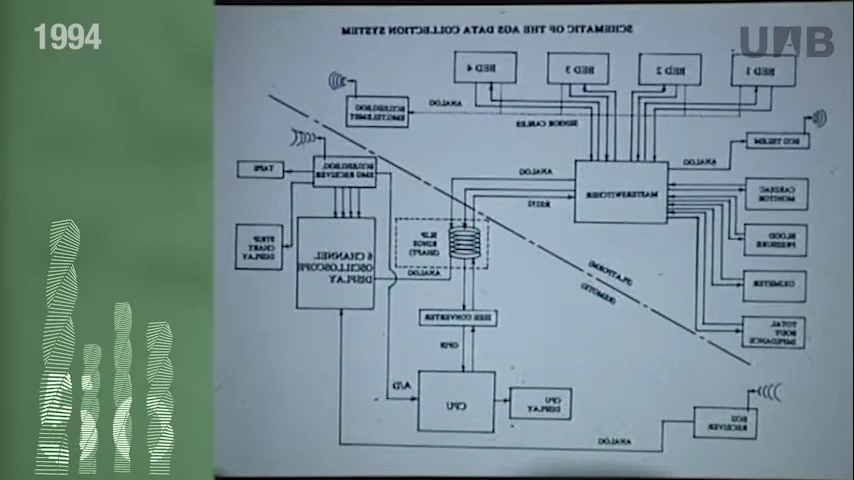 1994
UAB
SCHEMATIC OF THE AGS DATA COLLECTION SYSTEM
BED 4
BED 3
BED 2
BED 1
ANALOG
SENSOR CABLES
ECG TELEM
ANALOG
TAPE
ANALOG
MASTERSWITCHER
CARDIAC
MONITOR
RS232
STRIP
CHART
DISPLAY
6 CHANNEL
OSCILLOSCOPE
DISPLAY
SLIP
RINGS
(SHAFT)
BLOOD
PRESSURE
ANALOG
(PLATFORM)
(REMOTE)
OXIMETER
IEEE CONVERTER
TOTAL
BODY
IMPEDANCE
GPIB
A/D
CPU
CPU
DISPLAY
ECG
RECEIVER
ANALOG